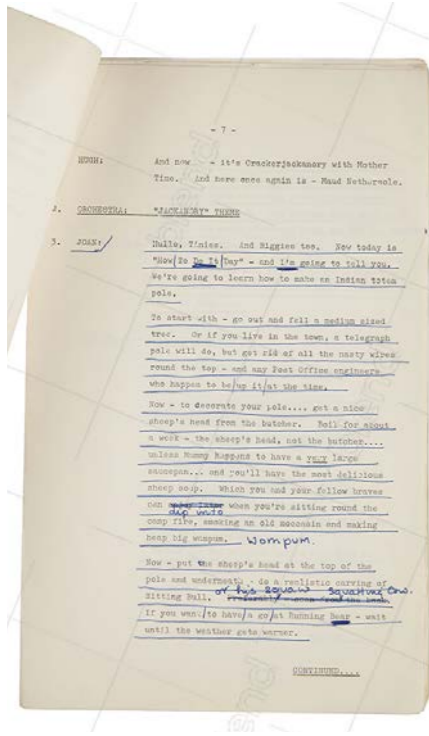 - 7 -
HUGH: And now - it's Crackerjackanory with Mother
Time. And here once again is - Maud Nethersole.
2. ORCHESTRA: "JACKANORY" THEME
3. JOAN: Hullo, Tinies. And Biggies too. Now today is
"How To Do It Day" - and I'm going to tell you.
We're going to learn how to make an Indian totem
pole.
To start with - go out and fell a medium sized
tree. Or if you live in the town, a telegraph
pole will do, but get rid of all the nasty wires
round the top - and any Post Office engineers
who happen to be up it at the time.
Now - to decorate your pole.... get a nice
sheep's head from the butcher. Boil for about
a week - the sheep's head, not the butcher....
unless Mummy happens to have a very large
saucepan... and you'll have the most delicious
sheep soup. Which you and your fellow braves
can dip into when you're sitting round the
camp fire, smoking an old moccasin and making
heap big wampum. Wompum.
Now - put the sheep's head at the top of the
pole and underneath - do a realistic carving of
Sitting Bull. or his squaw Squatting Cow.
if you want to have a go at Running Bear - wait
until the weather gets warmer.
CONTINUED....